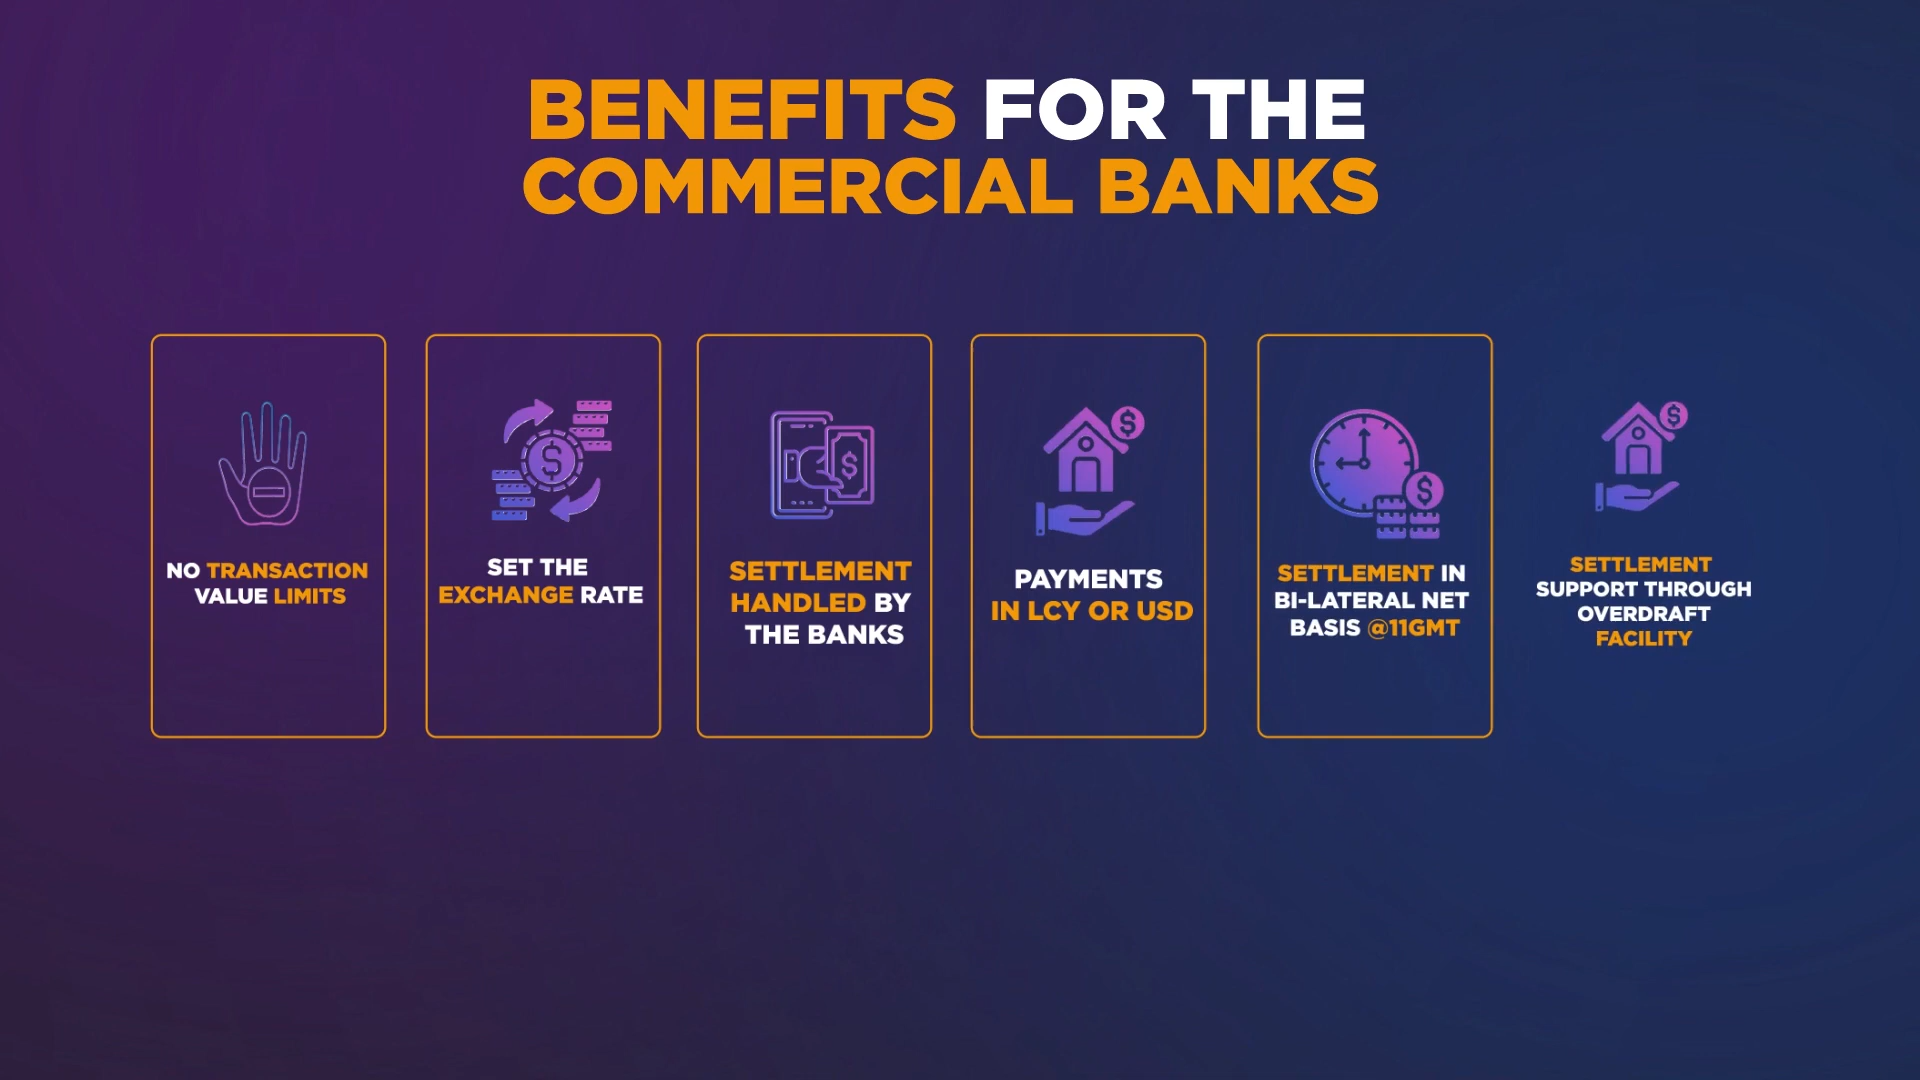 BENEFITS FOR THE
COMMERCIAL BANKS
NO TRANSACTION
VALUE LIMITS
SET THE
EXCHANGE RATE
SETTLEMENT
HANDLED BY
THE BANKS
PAYMENTS
IN LCY OR USD
SETTLEMENT IN
BI-LATERAL NET
BASIS @11GMT
SETTLEMENT
SUPPORT THROUGH
OVERDRAFT
FACILITY